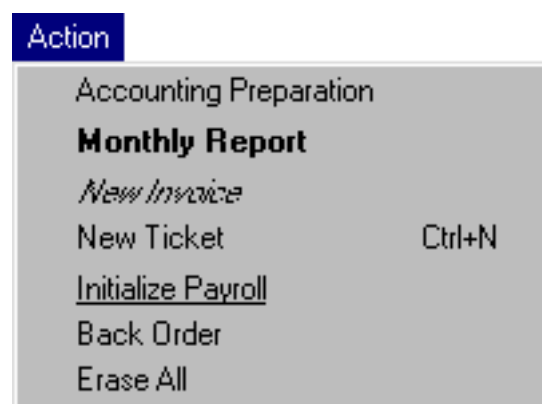 Action
Accounting Preparation
Monthly Report
New Invoice
New Ticket Ctrl+N
Initialize Payroll
Back Order
Erase All